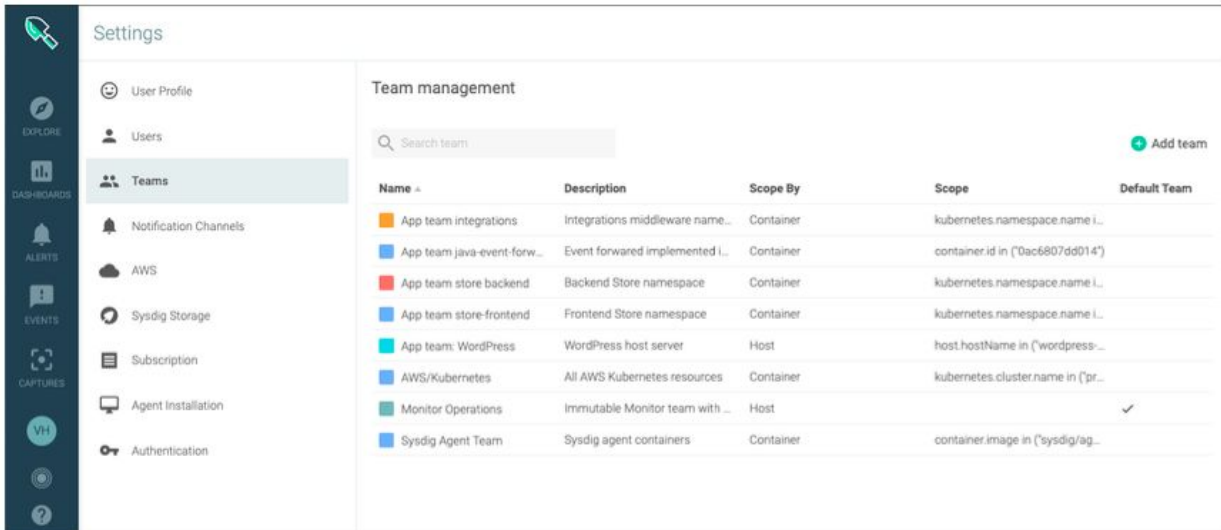 Settings
EXPLORE
DASHBOARDS
ALERTS
EVENTS
CAPTURES
VH
User Profile
Users
Teams
Notification Channels
AWS
Sysdig Storage
Subscription
Agent Installation
Authentication
Team management
Search team
Add team
Name Description Scope By Scope Default Team
App team integrations Integrations middleware name... Container kubernetes.namespace.name i...
App team java-event-forw... Event forwared implemented i... Container container.id in ("0ac6807dd014")
App team store backend Backend Store namespace Container kubernetes.namespace.name i...
App team store-frontend Frontend Store namespace Container kubernetes.namespace.name i...
App team: WordPress WordPress host server Host host.hostName in ("wordpress-...
AWS/Kubernetes All AWS Kubernetes resources Container kubernetes.cluster.name in ("pr...
Monitor Operations Immutable Monitor team with ... Host
Sysdig Agent Team Sysdig agent containers Container container.image in ("sysdig/ag...